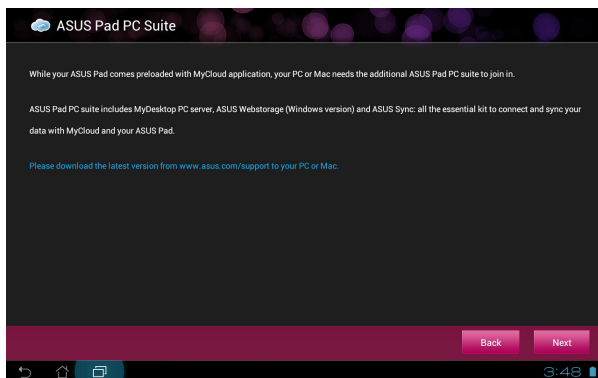 ASUS Pad PC Suite
While your ASUS Pad comes preloaded with MyCloud application, your PC or Mac needs the additional ASUS Pad PC suite to join in.
ASUS Pad PC suite includes MyDesktop PC server, ASUS Webstorage (Windows version) and ASUS Sync: all the essential kit to connect and sync your
data with MyCloud and your ASUS Pad.
Please download the latest version from www.asus.com/support to your PC or Mac.
Back Next
3:48